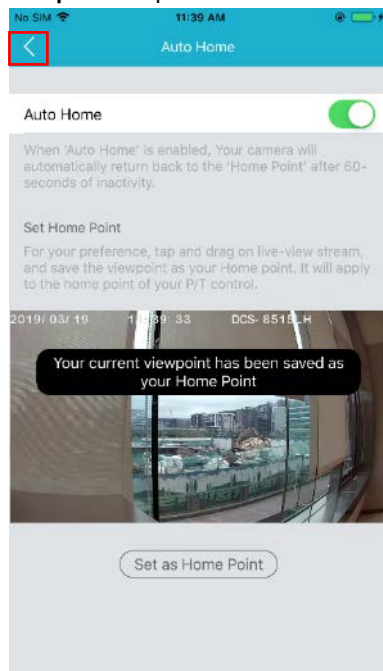 No SIM 11:39 AM
Auto Home
Auto Home
When 'Auto Home' is enabled, Your camera will
automatically return back to the 'Home Point' after 60-
seconds of inactivity.
Set Home Point
For your preference, tap and drag on live-view stream,
and save the viewpoint as your Home point. It will apply
to the home point of your P/T control.
2019/ 03/ 19 39: 33 DCS- 8515LH
Your current viewpoint has been saved as
your Home Point
Set as Home Point